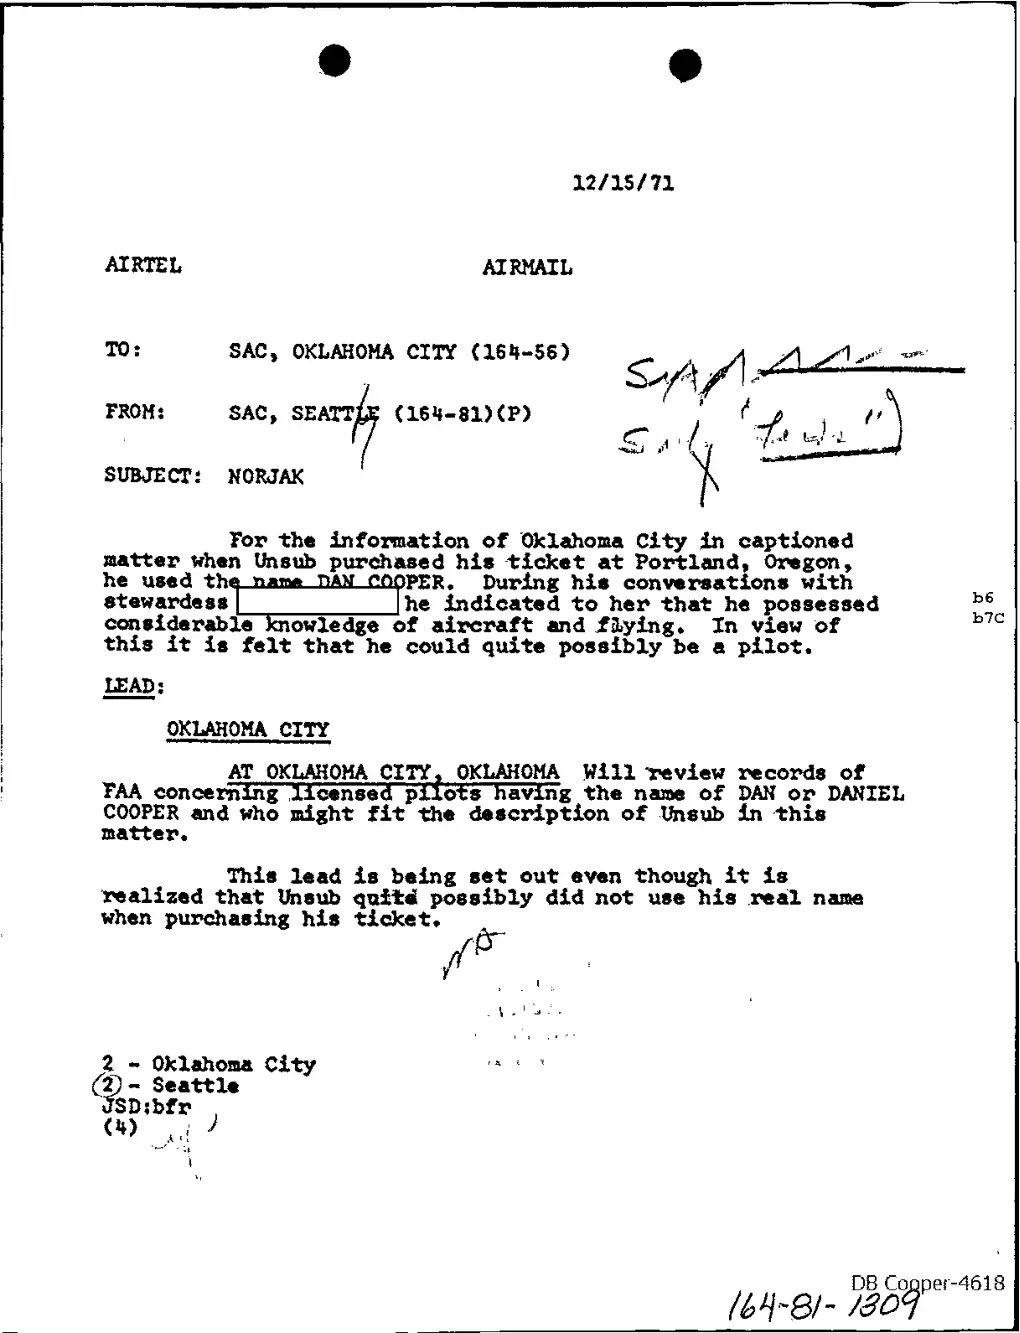 12/15/71
AIRTEL AIRMAIL
TO: SAC, OKLAHOMA CITY (164-56)
FROM: SAC, SEATTLE (164-81)(P)
SUBJECT: NORJAK
For the information of Oklahoma City in captioned
matter when Unsub purchased his ticket at Portland, Oregon,
he used the name DAN COOPER. During his conversations with
stewardess he indicated to her that he possessed
b6
considerable knowledge of aircraft and flying. In view of
b7C
this it is felt that he could quite possibly be a pilot.
LEAD:
OKLAHOMA CITY
AT OKLAHOMA CITY, OKLAHOMA Will review records of
FAA concerning licensed pilots having the name of DAN or DANIEL
COOPER and who might fit the description of Unsub in this
matter.
This lead is being set out even though it is
realized that Unsub quite possibly did not use his real name
when purchasing his ticket.
2 - Oklahoma City
2 - Seattle
JSD:bfr
(4)
DB Cooper-4618
164-81-1309